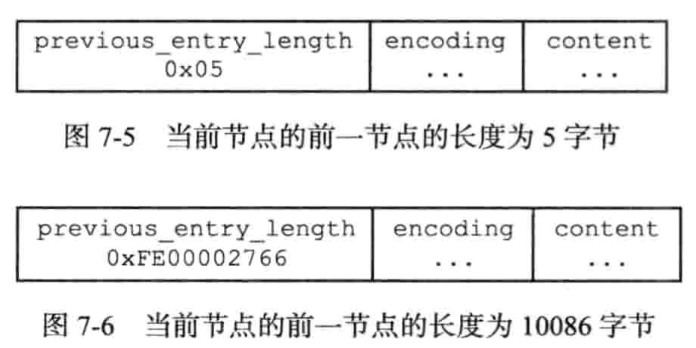 previous_entry_length encoding content
0x05 ... ...
图 7-5 当前节点的前一节点的长度为 5 字节
previous_entry_length encoding content
0xFE00002766 ... ...
图 7-6 当前节点的前一节点的长度为 10086 字节